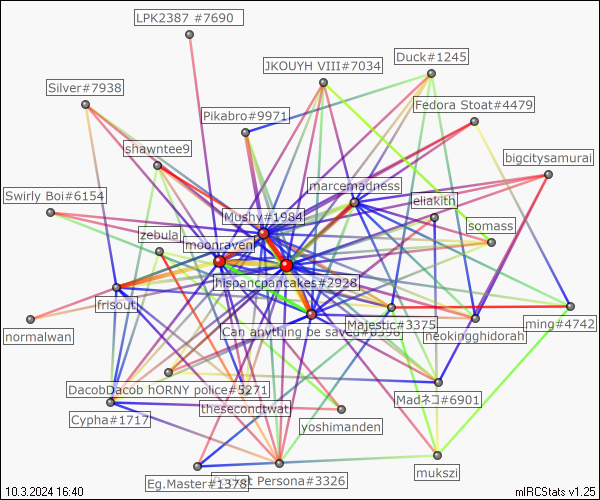 LPK2387 #7690
Duck#1245
JKOUYH VIII#7034
Silver#7938
Fedora Stoat#4479
Pikabro#9971
shawntee9
bigcitysamurai
marcemadness
Swirly Boi#6154
eliakith
Mushy#1984
somass
zebula
moonraven
hispancpancakes#2928
frisout
Can anything be saved
Majestic#3375
ming#4742
normalwan
neokingghidorah
DacobDacob hORNY police#5271
Madネコ#6901
thesecondtwat
Cypha#1717
yoshimanden
mukszi
Persona#3326
Eg.Master#1378
10.3.2024 16:40
mIRCStats v1.25